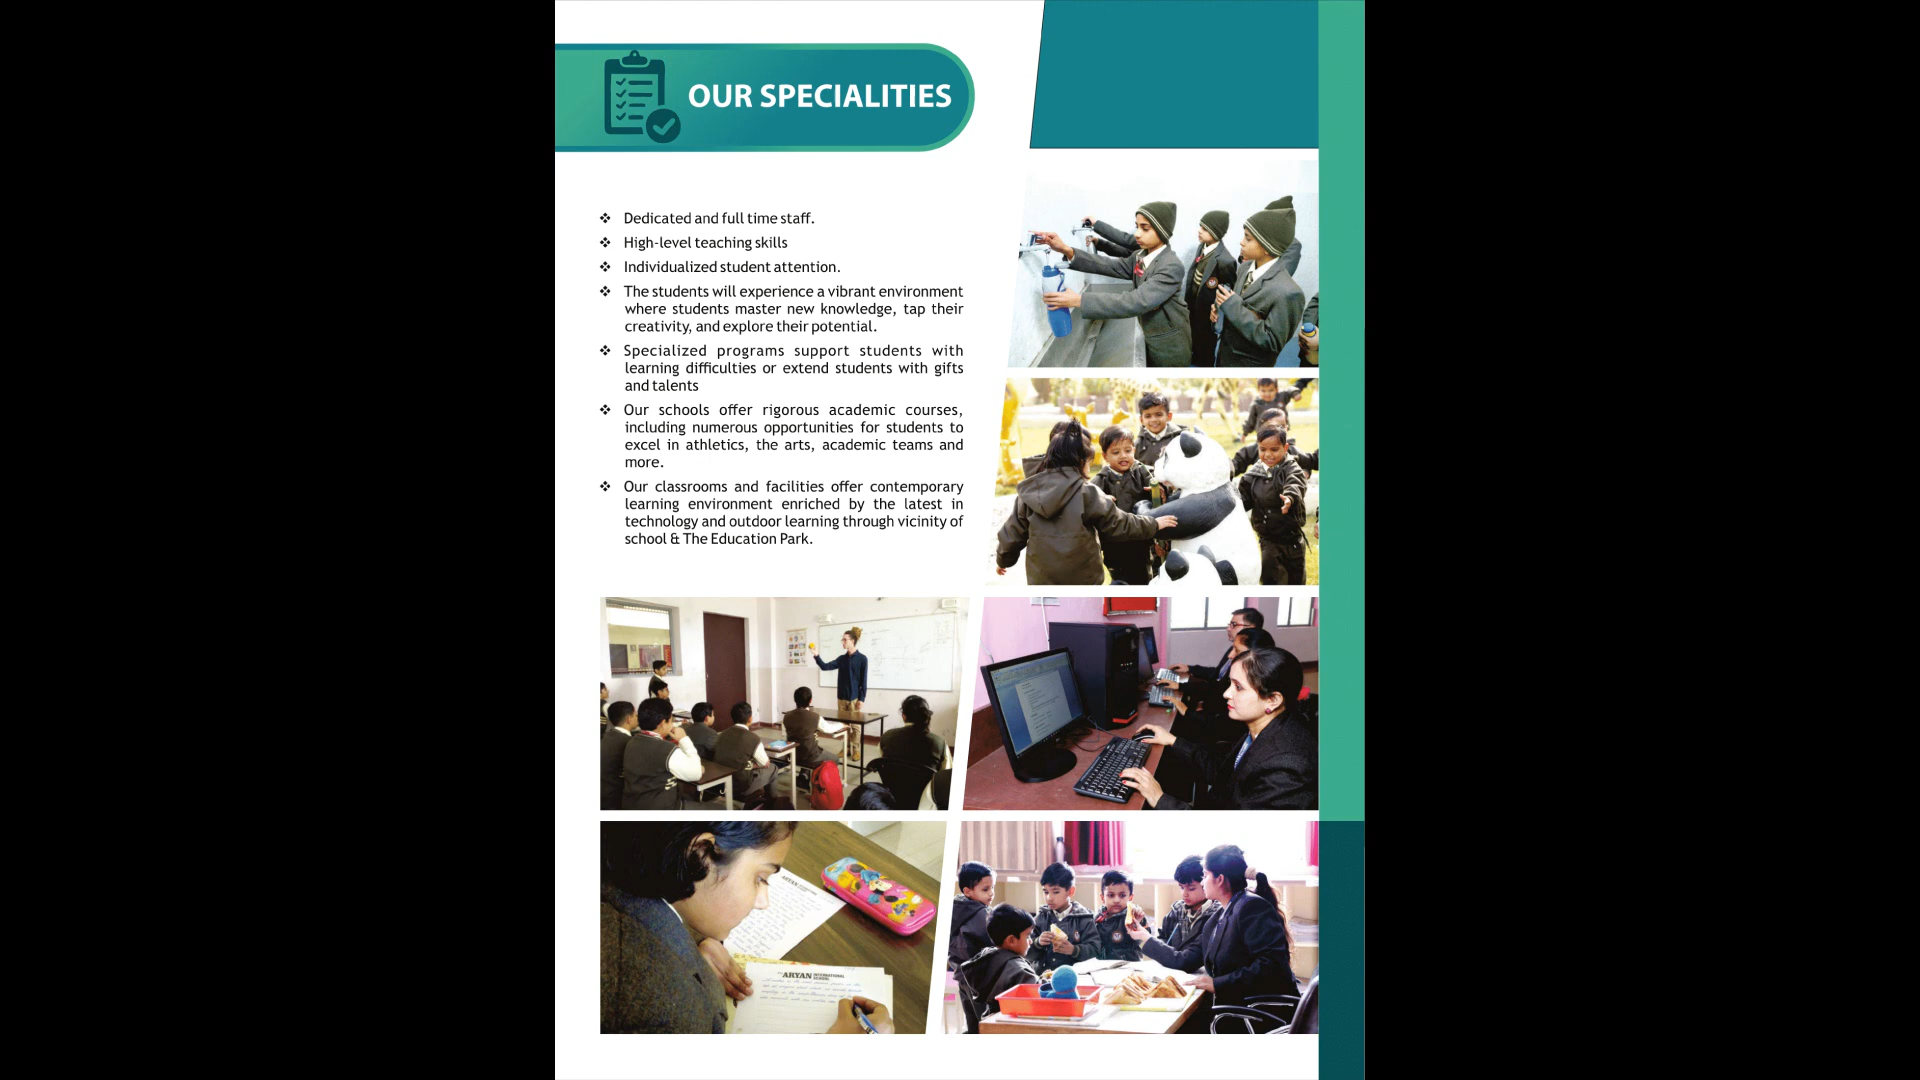 OUR SPECIALITIES
❖ Dedicated and full time staff.
❖ High-level teaching skills
❖ Individualized student attention.
❖ The students will experience a vibrant environment
where students master new knowledge, tap their
creativity, and explore their potential.
❖ Specialized programs support students with
learning difficulties or extend students with gifts
and talents
❖ Our schools offer rigorous academic courses,
including numerous opportunities for students to
excel in athletics, the arts, academic teams and
more.
❖ Our classrooms and facilities offer contemporary
learning environment enriched by the latest in
technology and outdoor learning through vicinity of
school & The Education Park.
ARYAN
ARYAN INTERNATIONAL
SCHOOL